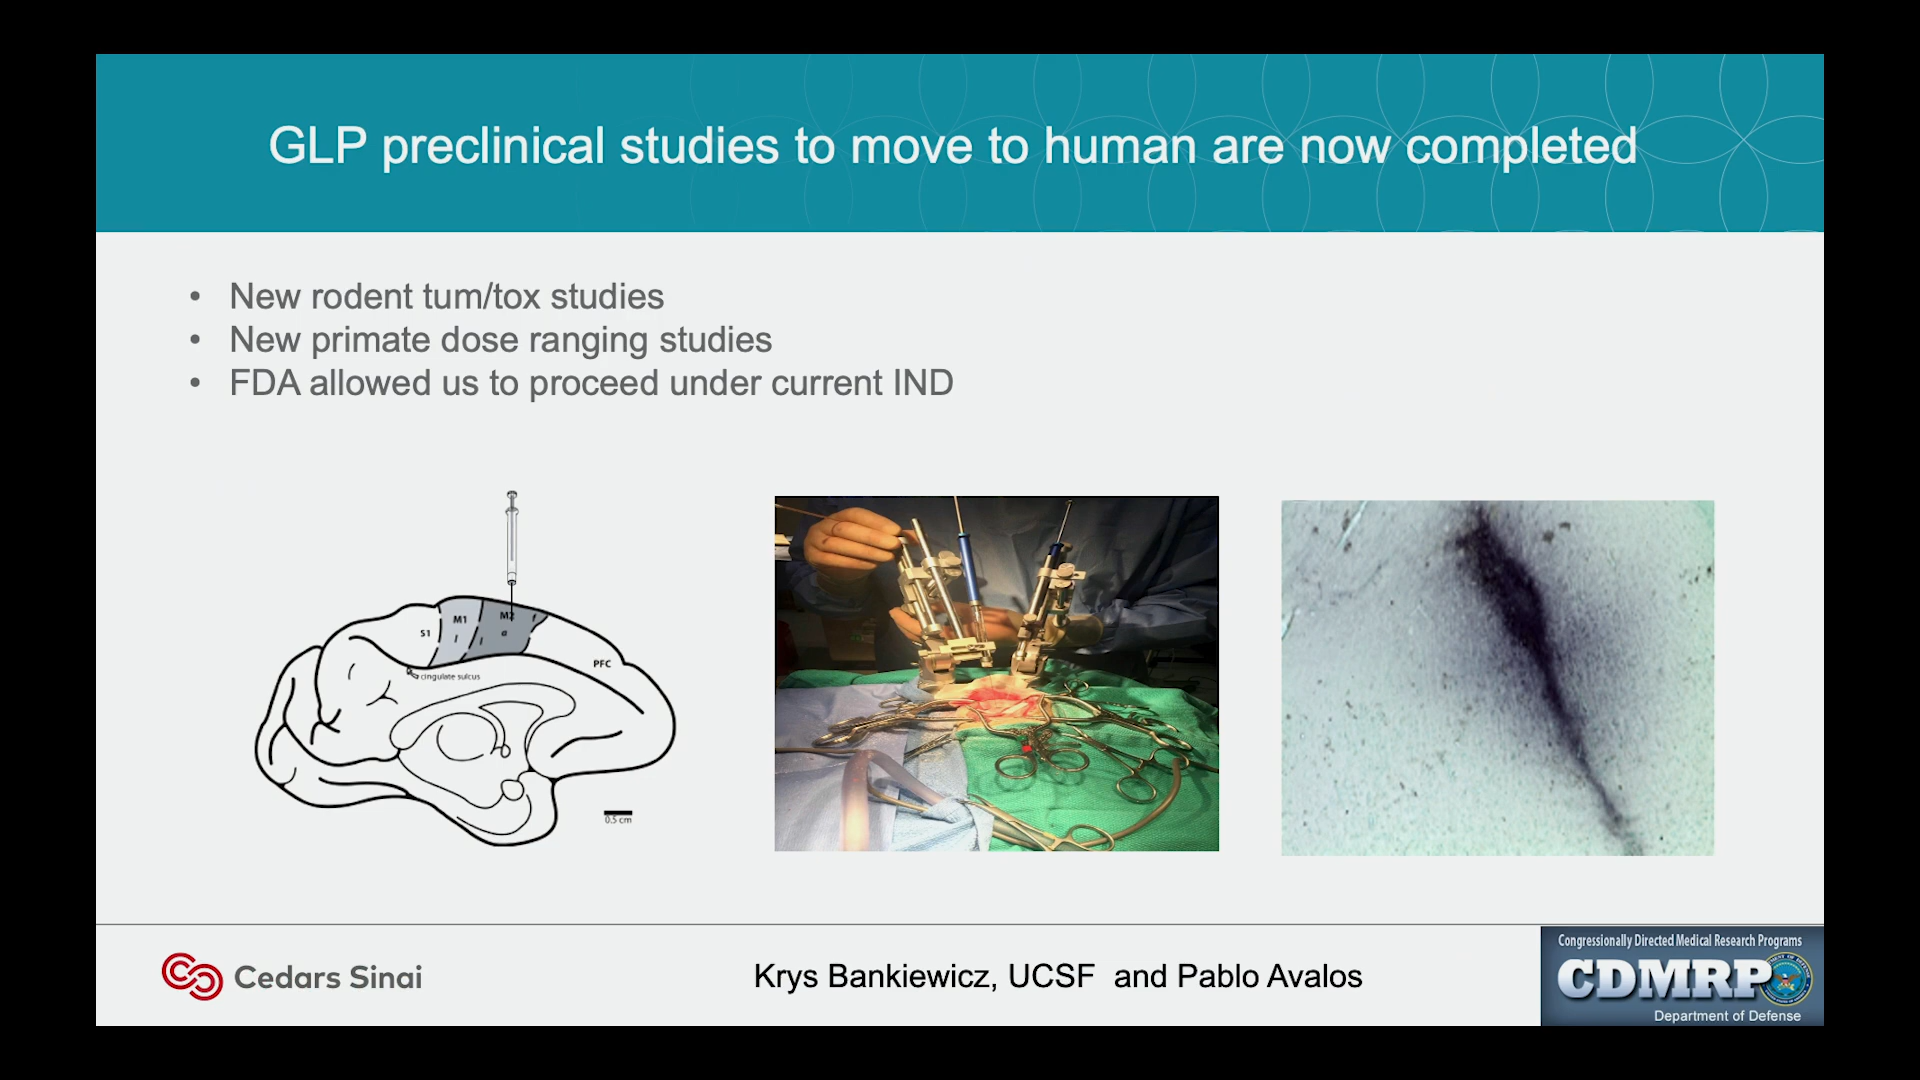 GLP preclinical studies to move to human are now completed
• New rodent tum/tox studies
• New primate dose ranging studies
• FDA allowed us to proceed under current IND
S1
M1
M2
PFC
cingulate sulcus
0.5 cm
Cedars Sinai
Krys Bankiewicz, UCSF and Pablo Avalos
Congressionally Directed Medical Research Programs
CDMRP
Department of Defense